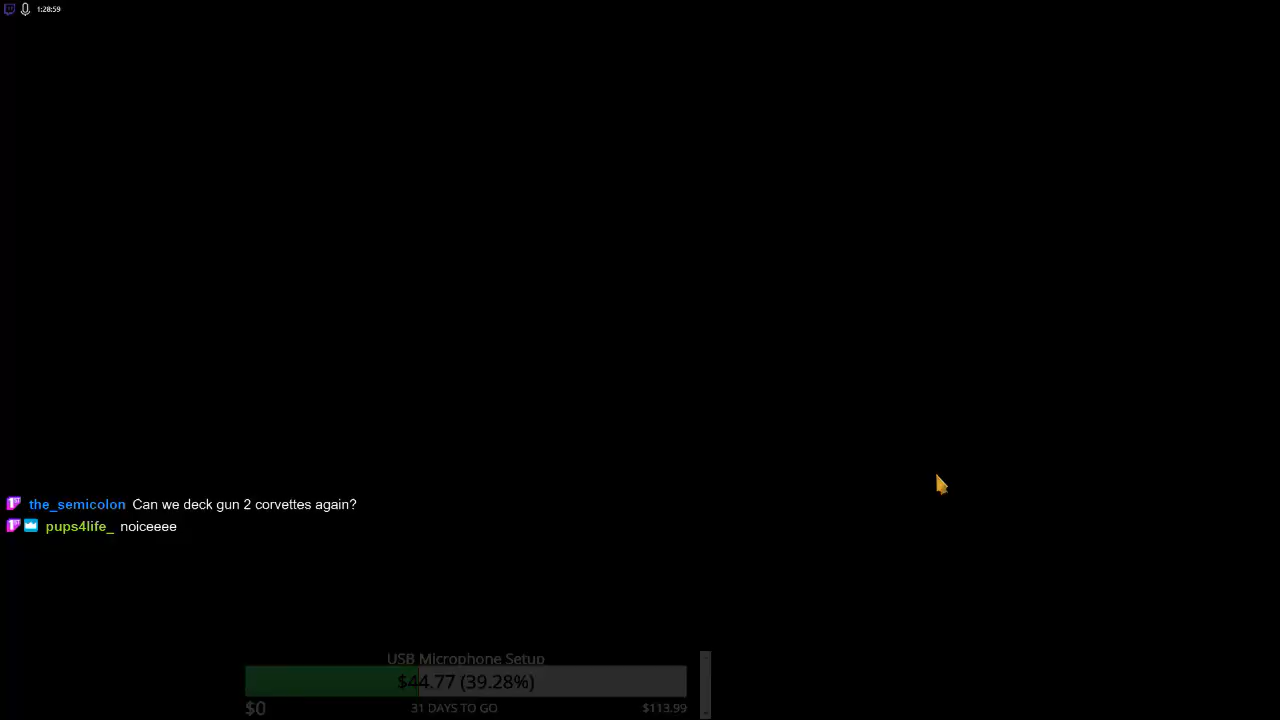 1:28:59
the_semicolon Can we deck gun 2 corvettes again?
pups4life_ noiceeee
USB Microphone Setup
$44.77 (39.28%)
$0 31 DAYS TO GO $113.99